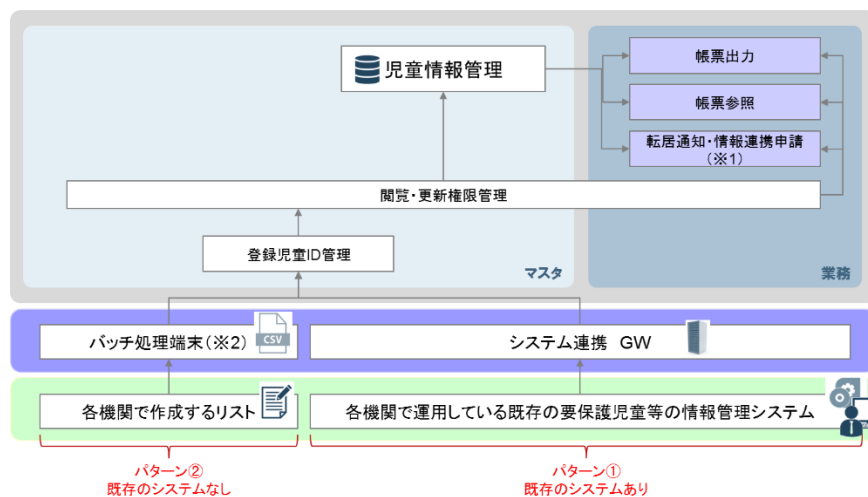 児童情報管理
帳票出力
帳票参照
転居通知・情報連携申請
(※1)
閲覧・更新権限管理
登録児童ID管理
マスタ
業務
バッチ処理端末(※2)
CSV
システム連携 GW
各機関で作成するリスト
各機関で運用している既存の要保護児童等の情報管理システム
パターン②
既存のシステムなし
パターン①
既存のシステムあり